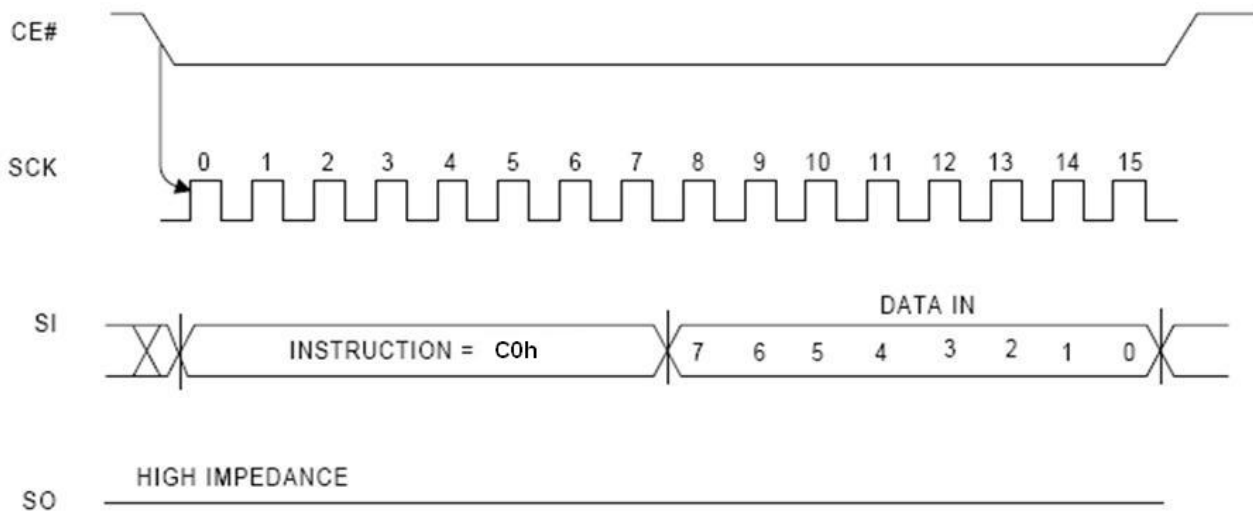 CE#
SCK
0 1 2 3 4 5 6 7 8 9 10 11 12 13 14 15
DATA IN
SI
INSTRUCTION = C0h
7 6 5 4 3 2 1 0
HIGH IMPEDANCE
SO